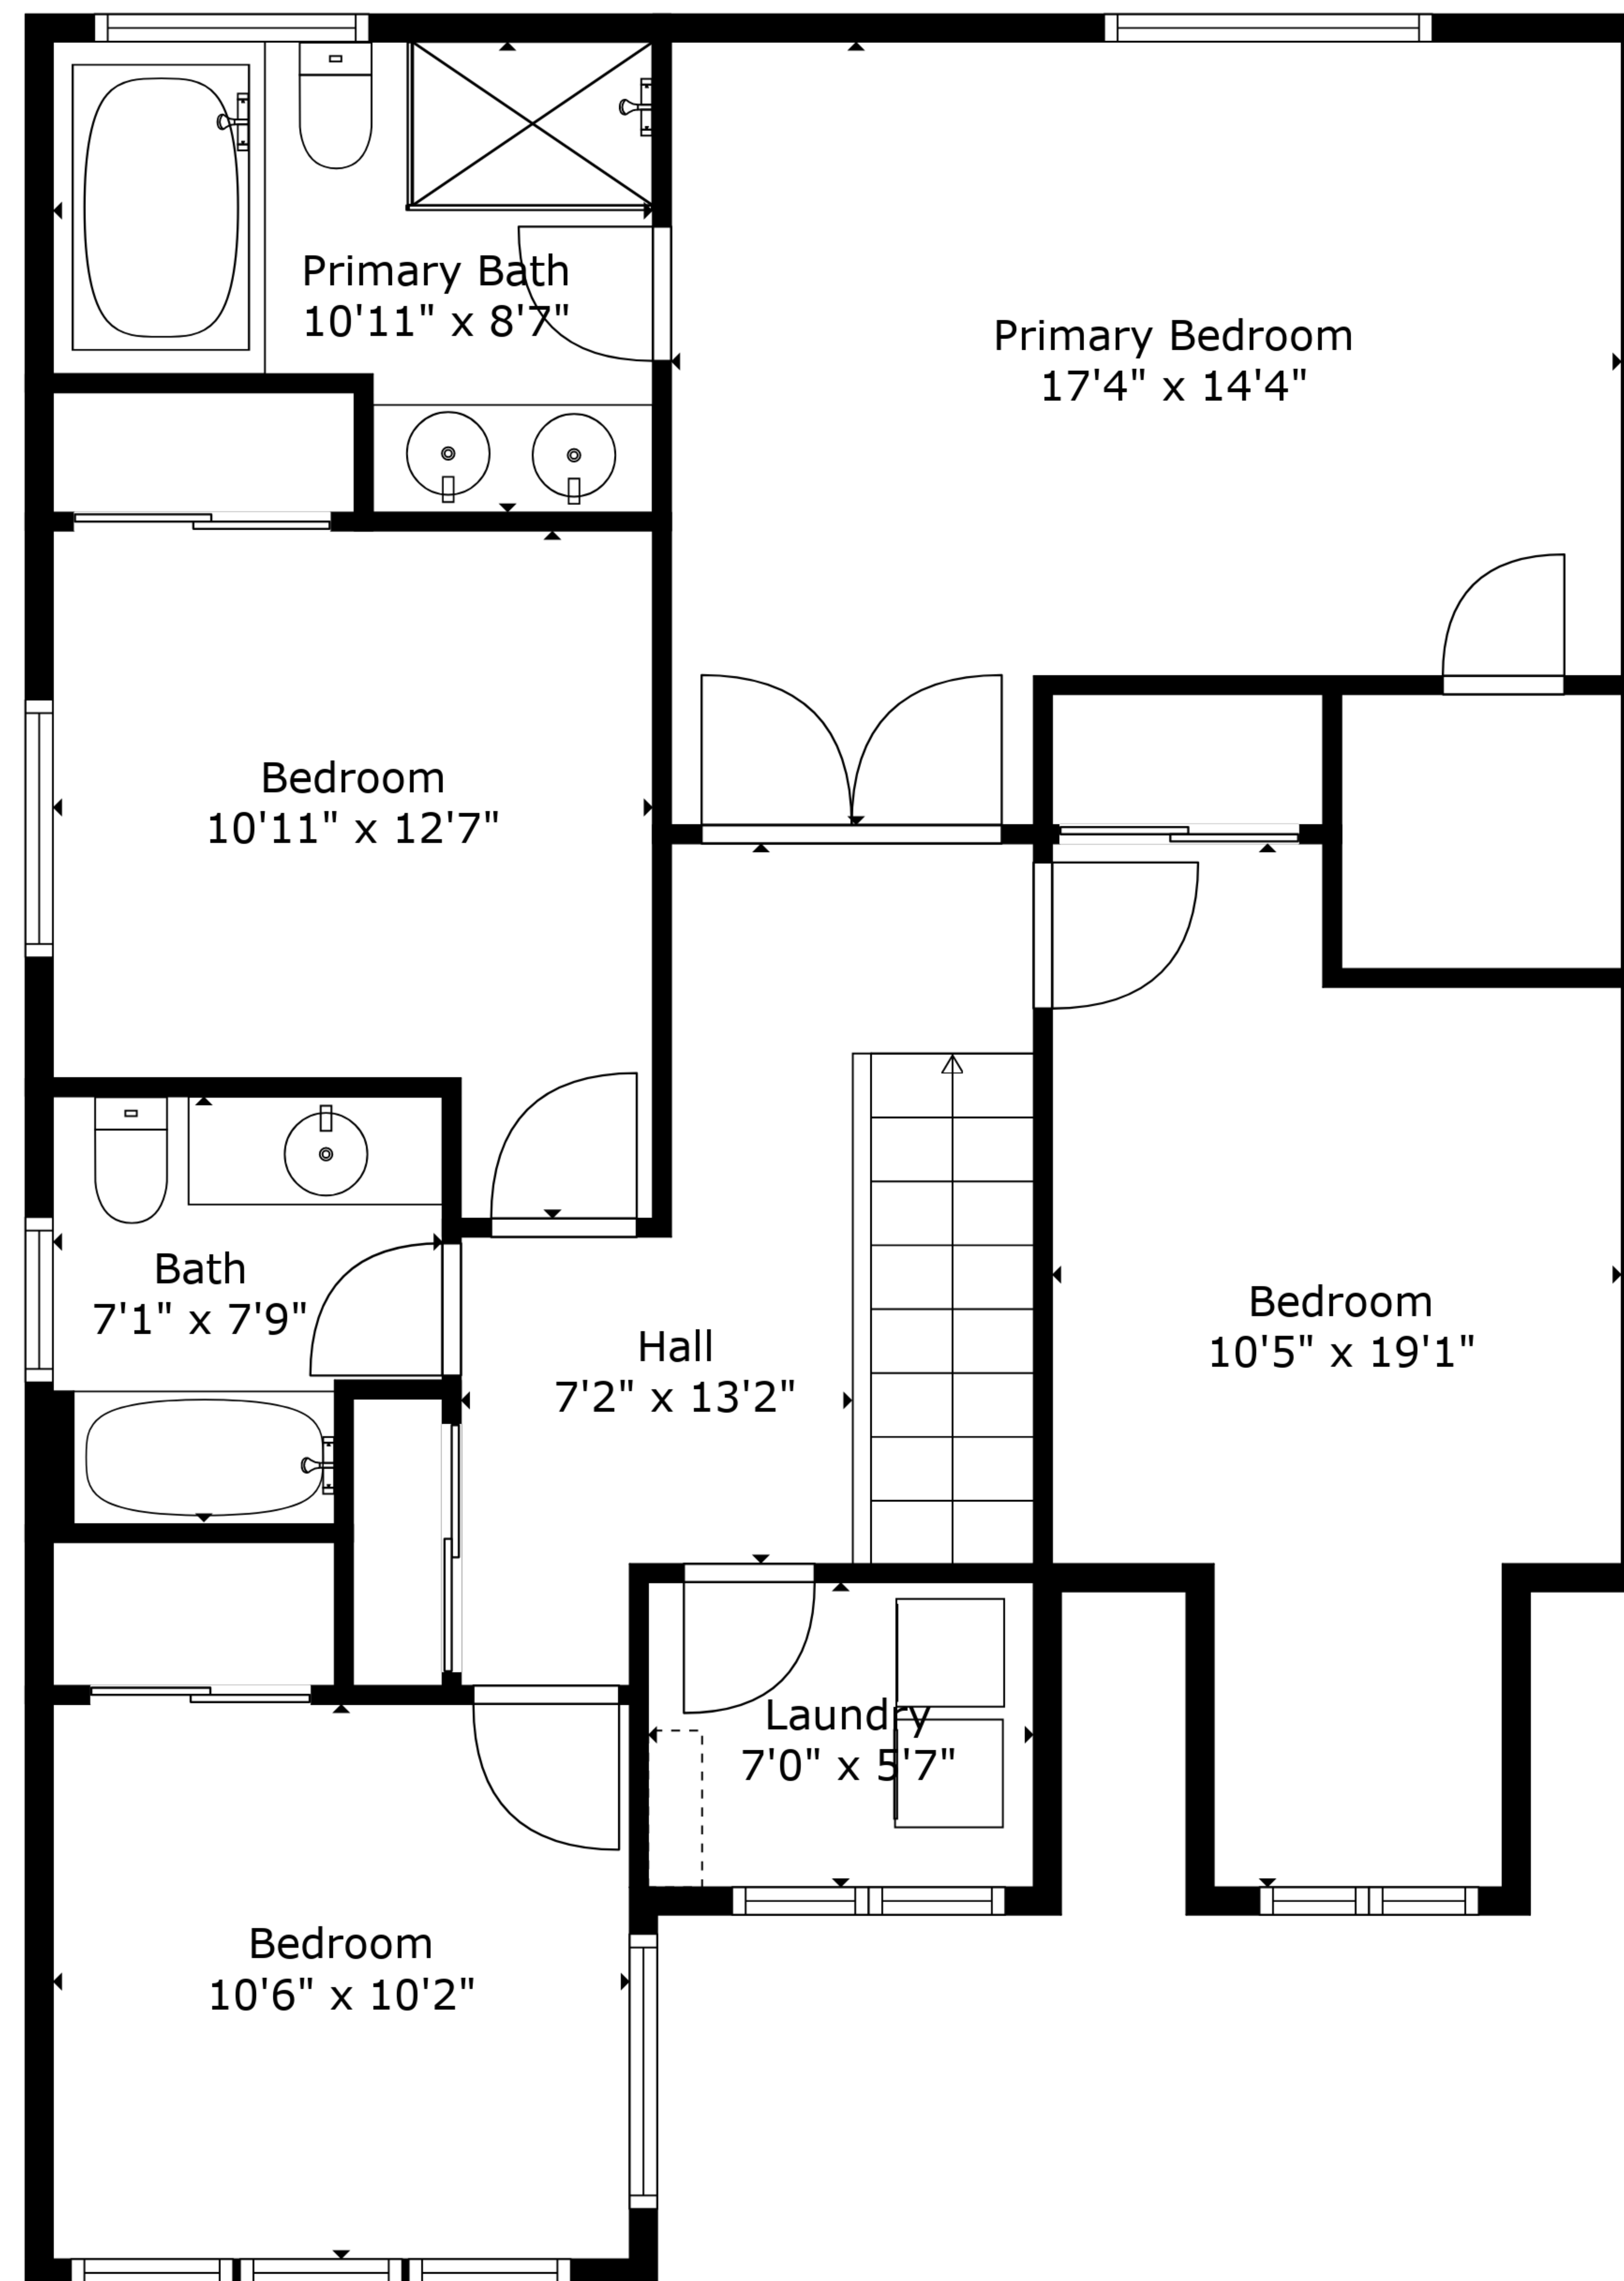 Primary Bath
10'11" x 8'7"
Primary Bedroom
17'4" x 14'4"
Bedroom
10'11" x 12'7"
Bath
7'1" x 7'9"
Hall
7'2" x 13'2"
Bedroom
10'5" x 19'1"
Laundry
7'0" x 5'7"
Bedroom
10'6" x 10'2"